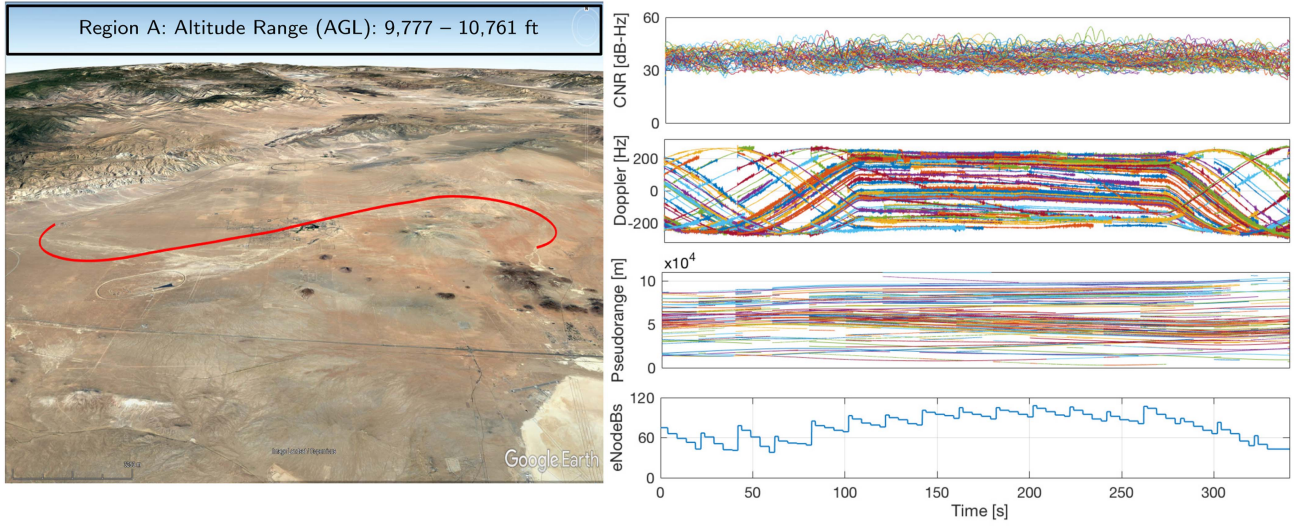 Region A: Altitude Range (AGL): 9,777 – 10,761 ft
Google Earth
CNR [dB-Hz]
60
30
0
Doppler [Hz]
200
0
-200
Pseudorange [m]
x10⁴
10
5
0
eNodeBs
120
60
0
0 50 100 150 200 250 300
Time [s]